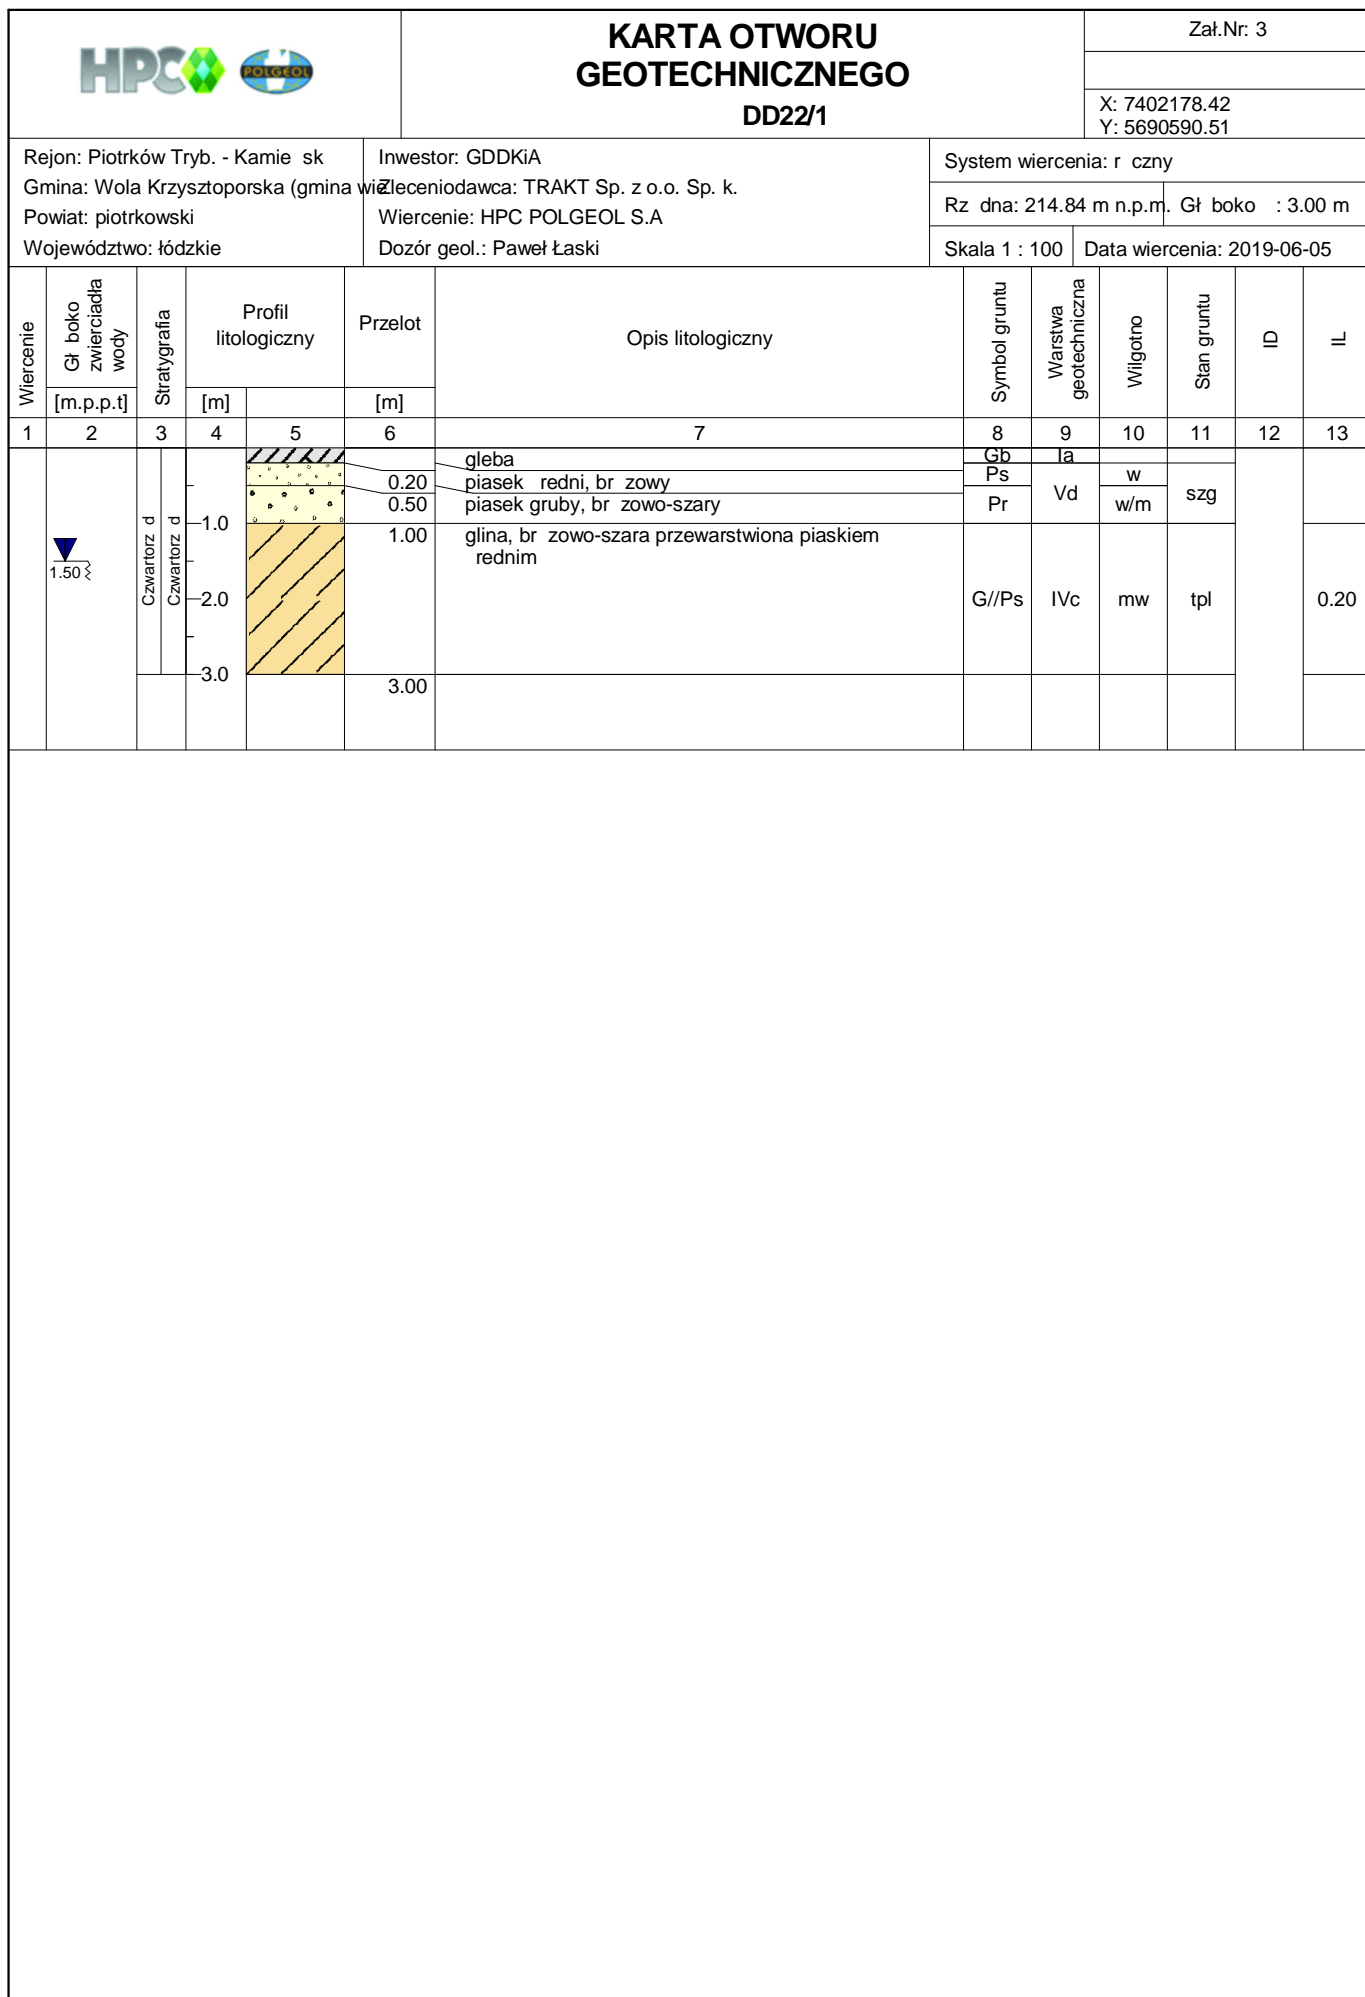 HPC POLGEOL
KARTA OTWORU
GEOTECHNICZNEGO
DD22/1
Zał.Nr: 3
X: 7402178.42
Y: 5690590.51
Rejon: Piotrków Tryb. - Kamie sk
Gmina: Wola Krzysztoporska (gmina wie
Powiat: piotrkowski
Województwo: łódzkie
Inwestor: GDDKiA
Zleceniodawca: TRAKT Sp. z o.o. Sp. k.
Wiercenie: HPC POLGEOL S.A
Dozór geol.: Paweł Łaski
System wiercenia: r czny
Rz dna: 214.84 m n.p.m. Gł boko : 3.00 m
Skala 1 : 100 Data wiercenia: 2019-06-05
Wiercenie
Gł boko
zwierciadła
wody
[m.p.p.t]
Stratygrafia
Profil
litologiczny
[m]
Przelot
[m]
Opis litologiczny
Symbol gruntu
Warstwa
geotechniczna
Wilgotno
Stan gruntu
ID
IL
1 2 3 4 5 6 7 8 9 10 11 12 13
gleba Gb Ia
0.20 piasek redni, br zowy Ps w
0.50 piasek gruby, br zowo-szary Pr Vd w/m szg
1.0
1.00 glina, br zowo-szara przewarstwiona piaskiem
rednim
1.50
Czwartorz d
Czwartorz d
2.0 G//Ps IVc mw tpl 0.20
3.0
3.00